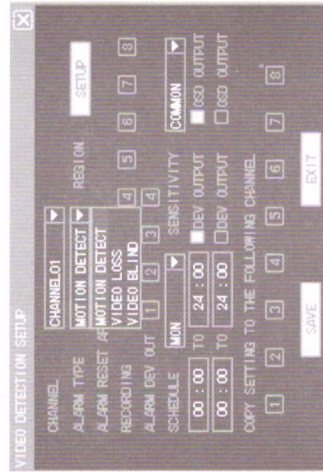 VIDEO DETECTION SETUP
CHANNEL CHANNEL01
ALARM TYPE MOTION DETECT REGION SETUP
ALARM RESET AF MOTION DETECT
VIDEO LOSS
VIDEO BLIND
RECORDING 4 5 6 7 8
ALARM DEV OUT 1 2 3 4
SCHEDULE MON SENSITIVITY COMMON
00 :00 TO 24 :00 DEV OUTPUT OSD OUTPUT
00 :00 TO 24 :00 DEV OUTPUT OSD OUTPUT
COPY SETTING TO THE FOLLOWING CHANNEL
1 2 3 4 5 6 7 8
SAVE EXIT